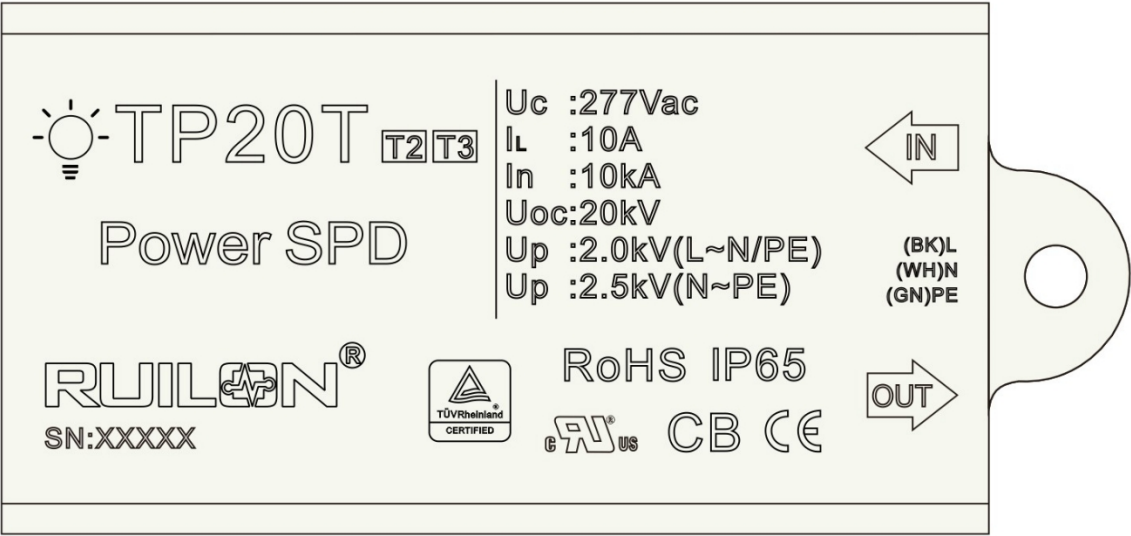 TP20T T2 T3
Power SPD
Uc :277Vac
IL :10A
In :10kA
Uoc:20kV
Up :2.0kV(L~N/PE)
Up :2.5kV(N~PE)
IN
(BK)L
(WH)N
(GN)PE
OUT
RUILON®
SN:XXXXX
TÜVRheinland®
CERTIFIED
RoHS IP65
c RU® US CB CE